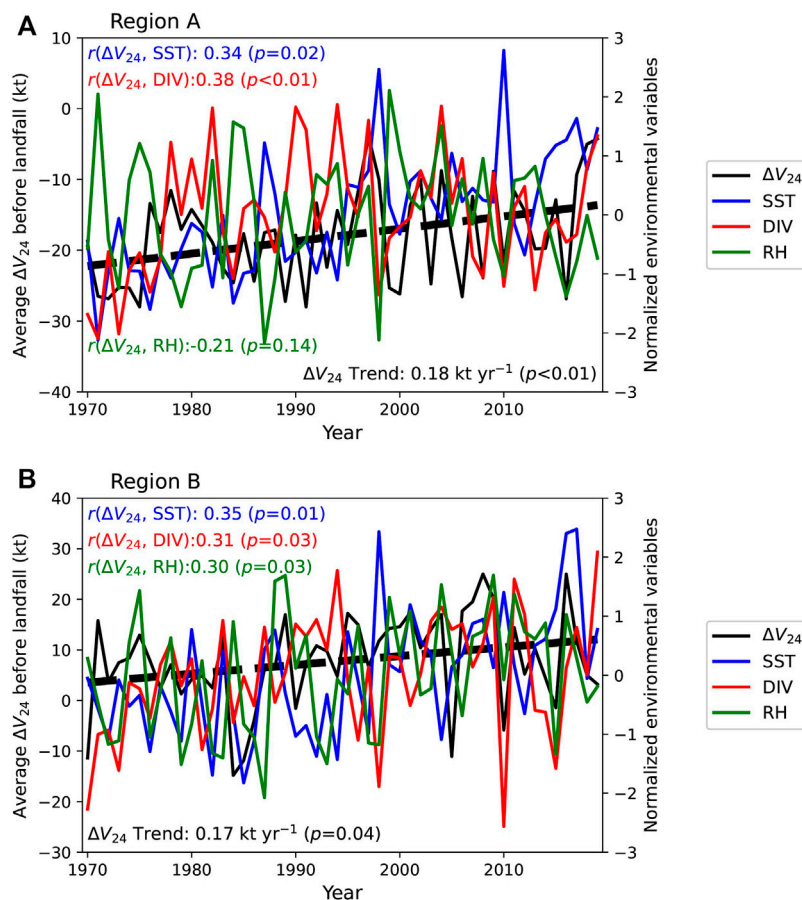 A
Region A
r(ΔV24, SST): 0.34 (p=0.02)
r(ΔV24, DIV):0.38 (p<0.01)
r(ΔV24, RH):-0.21 (p=0.14)
ΔV24 Trend: 0.18 kt yr−1 (p<0.01)
Average ΔV24 before landfall (kt)
10
0
−10
−20
−30
−40
1970
1980
1990
2000
2010
Year
3
2
1
0
−1
−2
−3
Normalized environmental variables
ΔV24
SST
DIV
RH
B
Region B
r(ΔV24, SST): 0.35 (p=0.01)
r(ΔV24, DIV):0.31 (p=0.03)
r(ΔV24, RH):0.30 (p=0.03)
ΔV24 Trend: 0.17 kt yr−1 (p=0.04)
Average ΔV24 before landfall (kt)
40
30
20
10
0
−10
−20
−30
1970
1980
1990
2000
2010
Year
3
2
1
0
−1
−2
−3
Normalized environmental variables
ΔV24
SST
DIV
RH